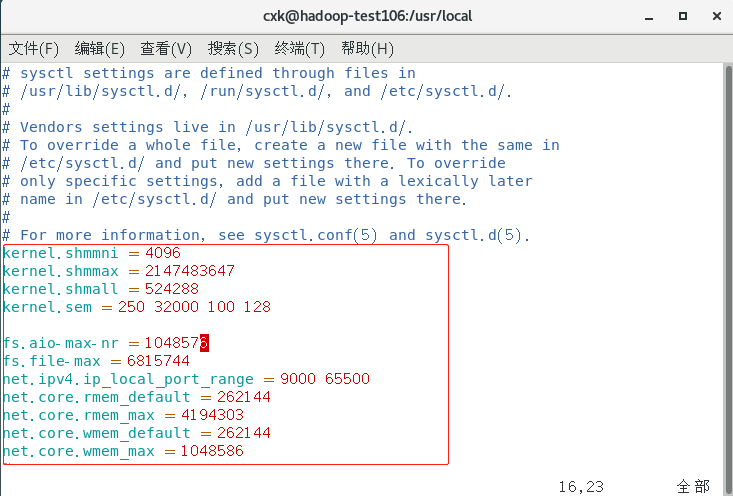 cxk@hadoop-test106:/usr/local
文件(F) 编辑(E) 查看(V) 搜索(S) 终端(T) 帮助(H)
# sysctl settings are defined through files in
# /usr/lib/sysctl.d/, /run/sysctl.d/, and /etc/sysctl.d/.
#
# Vendors settings live in /usr/lib/sysctl.d/.
# To override a whole file, create a new file with the same in
# /etc/sysctl.d/ and put new settings there. To override
# only specific settings, add a file with a lexically later
# name in /etc/sysctl.d/ and put new settings there.
#
# For more information, see sysctl.conf(5) and sysctl.d(5).
kernel.shmmni = 4096
kernel.shmmax = 2147483647
kernel.shmall = 524288
kernel.sem = 250 32000 100 128
fs.aio-max-nr = 1048576
fs.file-max = 6815744
net.ipv4.ip_local_port_range = 9000 65500
net.core.rmem_default = 262144
net.core.rmem_max = 4194303
net.core.wmem_default = 262144
net.core.wmem_max = 1048586
16,23 全部